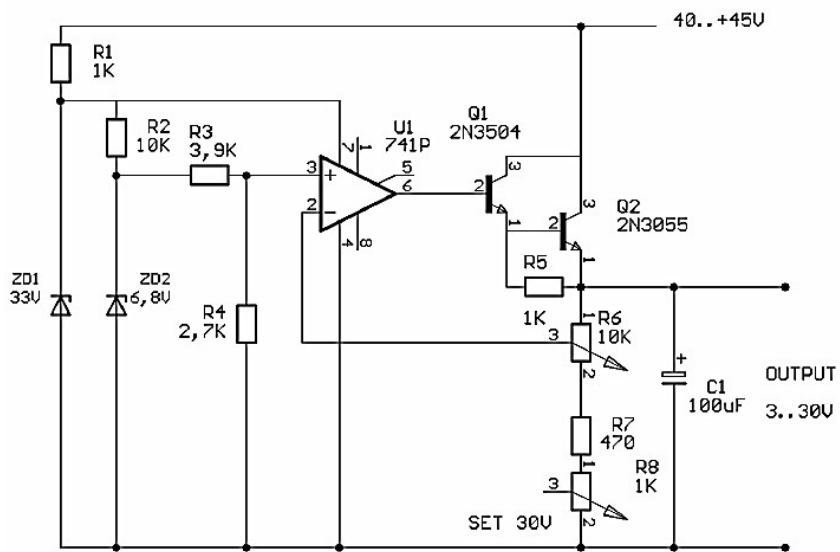 40..+45V
R1
1K
R2
10K
R3
3,9K
U1
741P
Q1
2N3504
3
2
1
7
1
5
6
4
8
3
2
Q2
2N3055
3
2
1
ZD1
33V
ZD2
6,8V
R4
2,7K
R5
1K
R6
10K
1
3
2
R7
470
R8
1K
1
3
2
SET 30V
+
C1
100uF
OUTPUT
3..30V